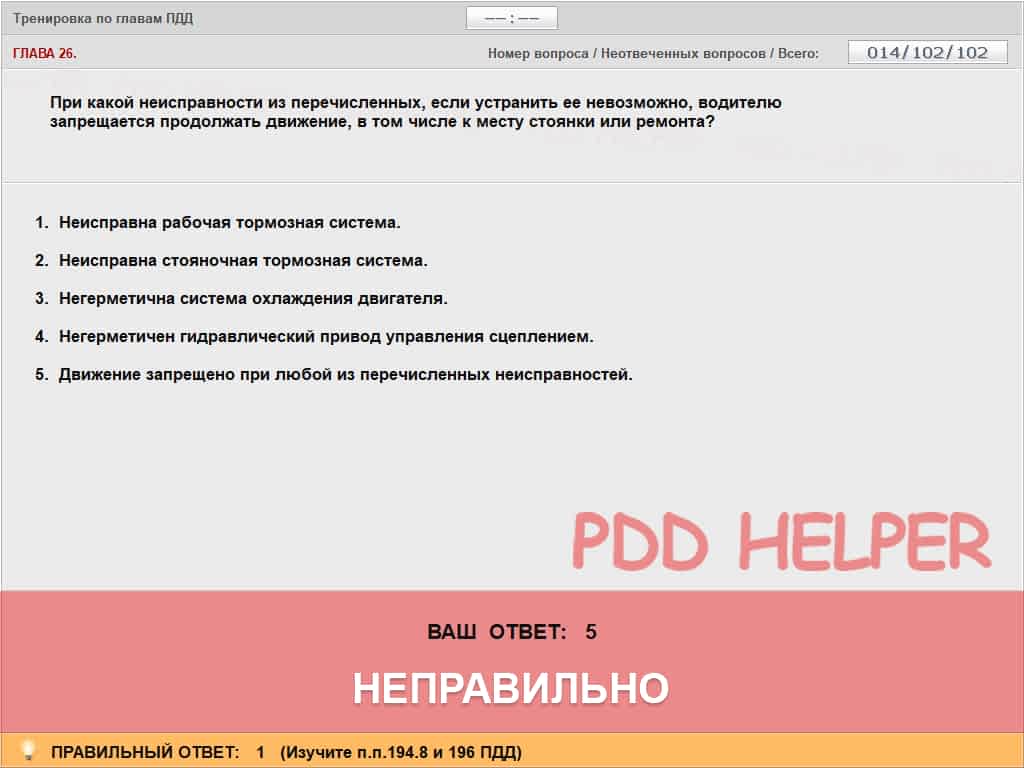 Тренировка по главам ПДД
–– : ––
ГЛАВА 26.
Номер вопроса / Неотвеченных вопросов / Всего:
014/102/102
При какой неисправности из перечисленных, если устранить ее невозможно, водителю
запрещается продолжать движение, в том числе к месту стоянки или ремонта?
1. Неисправна рабочая тормозная система.
2. Неисправна стояночная тормозная система.
3. Негерметична система охлаждения двигателя.
4. Негерметичен гидравлический привод управления сцеплением.
5. Движение запрещено при любой из перечисленных неисправностей.
PDD HELPER
ВАШ ОТВЕТ: 5
НЕПРАВИЛЬНО
ПРАВИЛЬНЫЙ ОТВЕТ: 1 (Изучите п.п.194.8 и 196 ПДД)